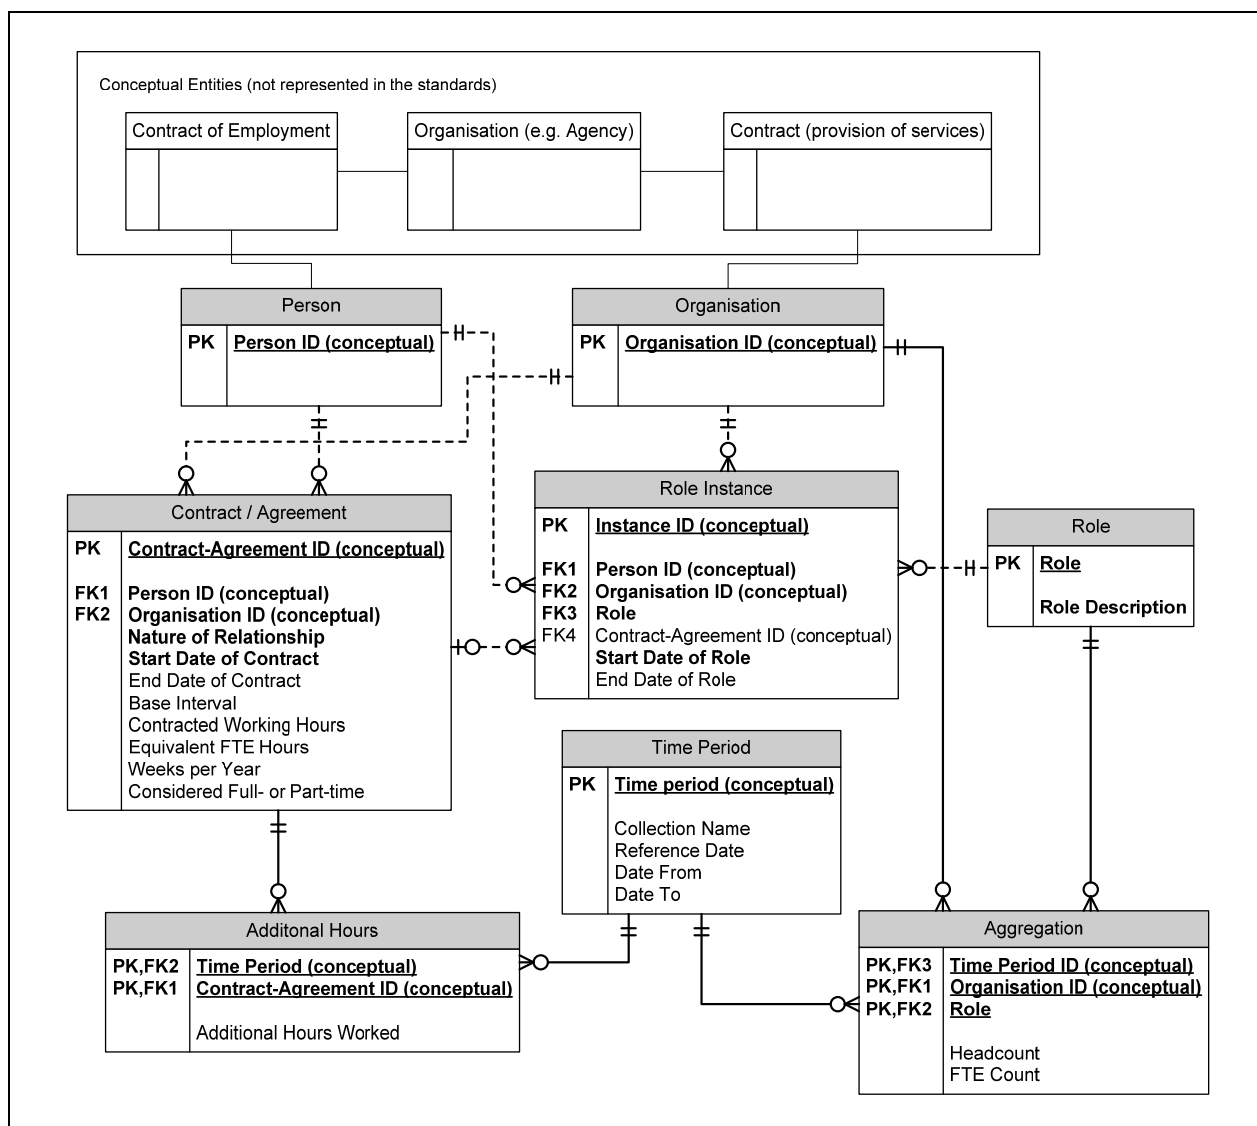 Conceptual Entities (not represented in the standards)
Contract of Employment
Organisation (e.g. Agency)
Contract (provision of services)
Person
PK Person ID (conceptual)
Organisation
PK Organisation ID (conceptual)
Contract / Agreement
PK Contract-Agreement ID (conceptual)
FK1 Person ID (conceptual)
FK2 Organisation ID (conceptual)
Nature of Relationship
Start Date of Contract
End Date of Contract
Base Interval
Contracted Working Hours
Equivalent FTE Hours
Weeks per Year
Considered Full- or Part-time
Role Instance
PK Instance ID (conceptual)
FK1 Person ID (conceptual)
FK2 Organisation ID (conceptual)
FK3 Role
FK4 Contract-Agreement ID (conceptual)
Start Date of Role
End Date of Role
Role
PK Role
Role Description
Time Period
PK Time period (conceptual)
Collection Name
Reference Date
Date From
Date To
Additonal Hours
PK,FK2 Time Period (conceptual)
PK,FK1 Contract-Agreement ID (conceptual)
Additional Hours Worked
Aggregation
PK,FK3 Time Period ID (conceptual)
PK,FK1 Organisation ID (conceptual)
PK,FK2 Role
Headcount
FTE Count